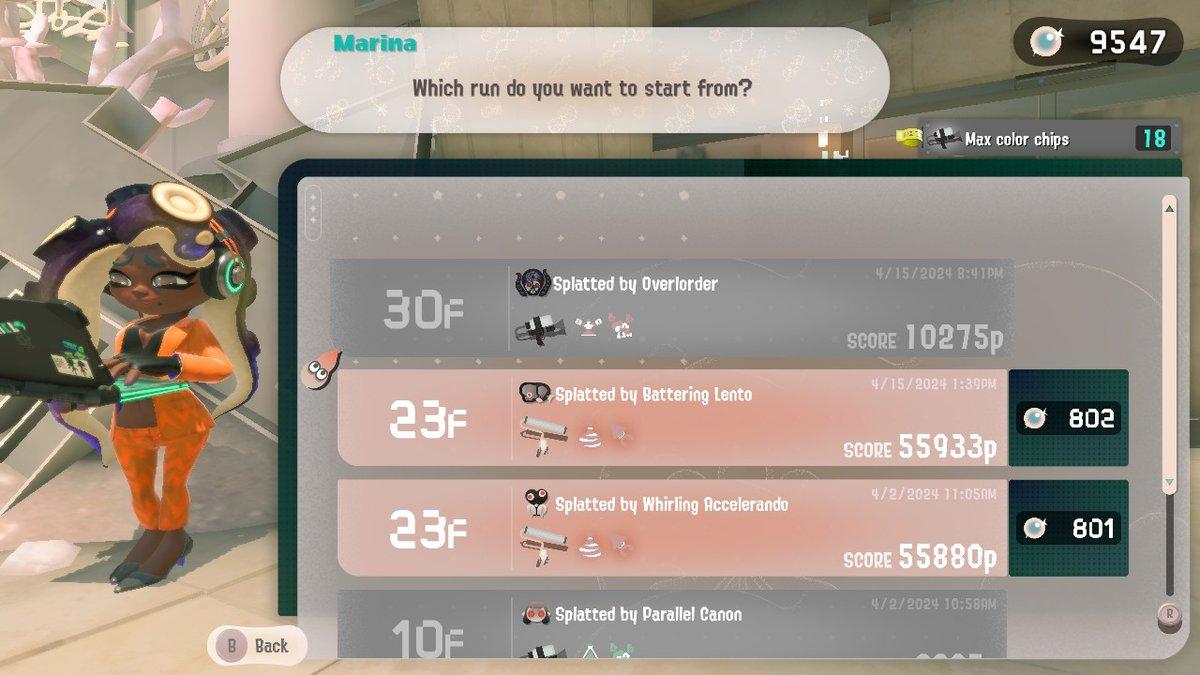 9547
Marina
Which run do you want to start from?
Max color chips 18
4/15/2024 8:41PM
Splatted by Overlorder
30F
SCORE 10275p
4/15/2024 1:39PM
Splatted by Battering Lento
23F
802
SCORE 55933p
4/2/2024 11:05AM
Splatted by Whirling Accelerando
23F
801
SCORE 55880p
4/2/2024 10:58AM
Splatted by Parallel Canon
10F
R
B Back